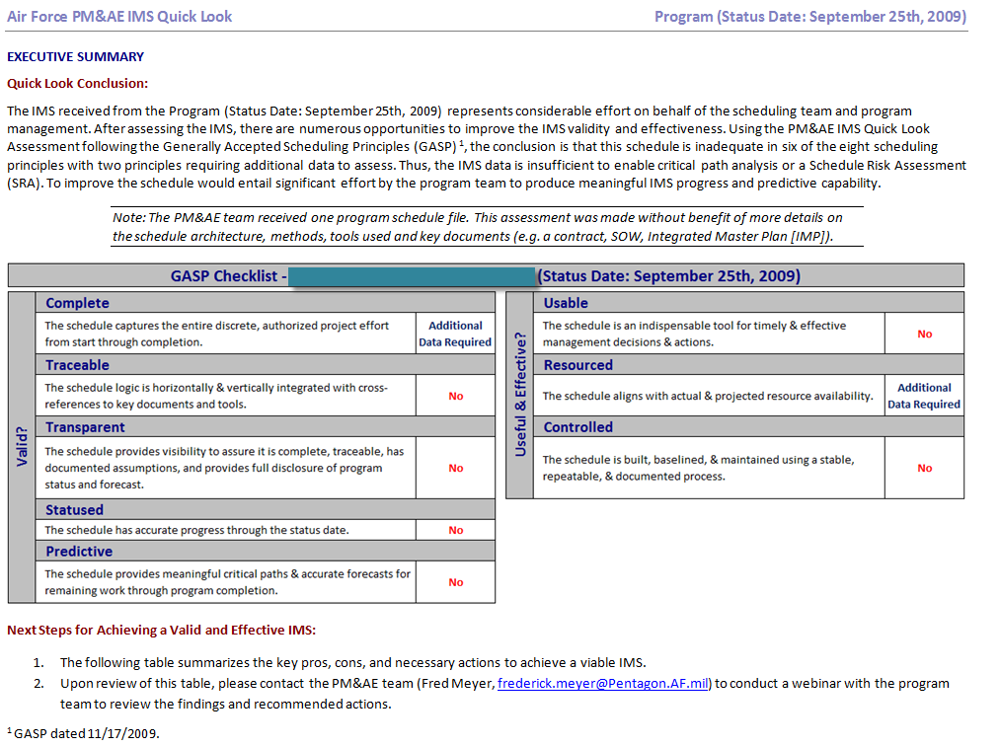 Air Force PM&AE IMS Quick Look
Program (Status Date: September 25th, 2009)
EXECUTIVE SUMMARY
Quick Look Conclusion:
The IMS received from the Program (Status Date: September 25th, 2009) represents considerable effort on behalf of the scheduling team and program
management. After assessing the IMS, there are numerous opportunities to improve the IMS validity and effectiveness. Using the PM&AE IMS Quick Look
Assessment following the Generally Accepted Scheduling Principles (GASP) 1, the conclusion is that this schedule is inadequate in six of the eight scheduling
principles with two principles requiring additional data to assess. Thus, the IMS data is insufficient to enable critical path analysis or a Schedule Risk Assessment
(SRA). To improve the schedule would entail significant effort by the program team to produce meaningful IMS progress and predictive capability.
Note: The PM&AE team received one program schedule file. This assessment was made without benefit of more details on
the schedule architecture, methods, tools used and key documents (e.g. a contract, SOW, Integrated Master Plan [IMP]).
GASP Checklist - (Status Date: September 25th, 2009)
Valid?
Complete
The schedule captures the entire discrete, authorized project effort
from start through completion.
Additional
Data Required
Traceable
The schedule logic is horizontally & vertically integrated with cross-
references to key documents and tools.
No
Transparent
The schedule provides visibility to assure it is complete, traceable, has
documented assumptions, and provides full disclosure of program
status and forecast.
No
Statused
The schedule has accurate progress through the status date.
No
Predictive
The schedule provides meaningful critical paths & accurate forecasts for
remaining work through program completion.
No
Useful & Effective?
Usable
The schedule is an indispensable tool for timely & effective
management decisions & actions.
No
Resourced
The schedule aligns with actual & projected resource availability.
Additional
Data Required
Controlled
The schedule is built, baselined, & maintained using a stable,
repeatable, & documented process.
No
Next Steps for Achieving a Valid and Effective IMS:
1. The following table summarizes the key pros, cons, and necessary actions to achieve a viable IMS.
2. Upon review of this table, please contact the PM&AE team (Fred Meyer, frederick.meyer@Pentagon.AF.mil) to conduct a webinar with the program
team to review the findings and recommended actions.
1 GASP dated 11/17/2009.